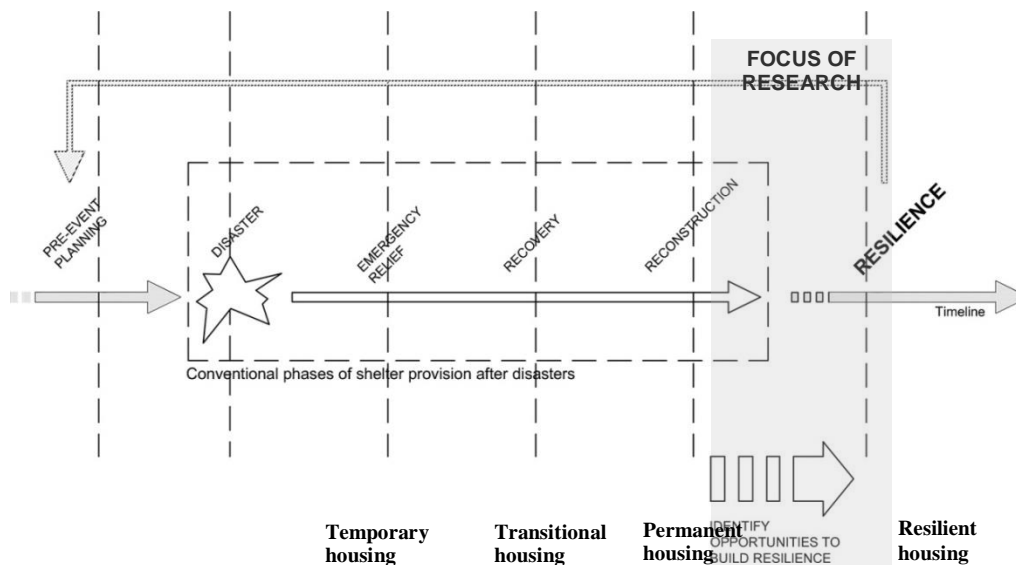 FOCUS OF
RESEARCH
PRE-EVENT
PLANNING
DISASTER
EMERGENCY
RELIEF
RECOVERY
RECONSTRUCTION
RESILIENCE
Timeline
Conventional phases of shelter provision after disasters
Temporary
housing
Transitional
housing
Permanent
housing
IDENTIFY
OPPORTUNITIES TO
BUILD RESILIENCE
Resilient
housing